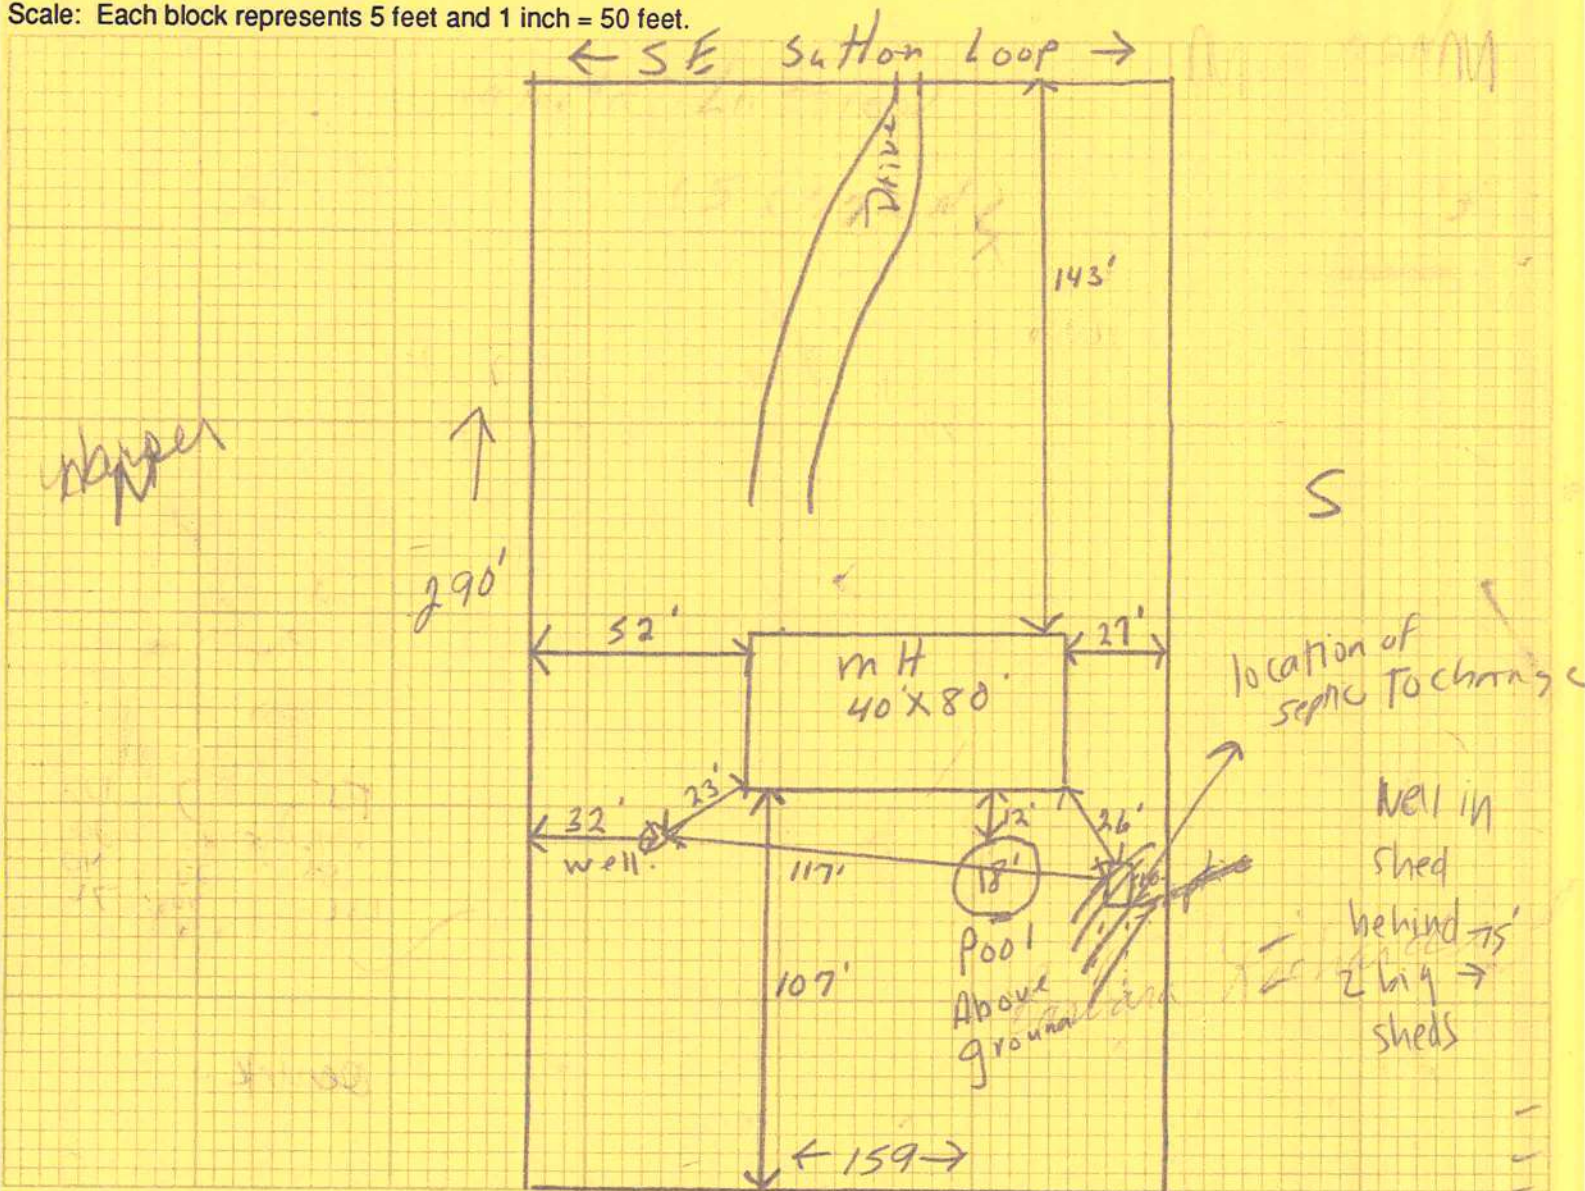 Scale: Each block represents 5 feet and 1 inch = 50 feet.
← SE Sutton Loop →
Drive
143'
S
290'
52'
27'
mH
40'X80'
location of
septic To change
23'
32'
well
12'
26'
117'
18'
Pool
Above
ground
107'
Well in
shed
behind 75'
2 big →
sheds
← 159 →